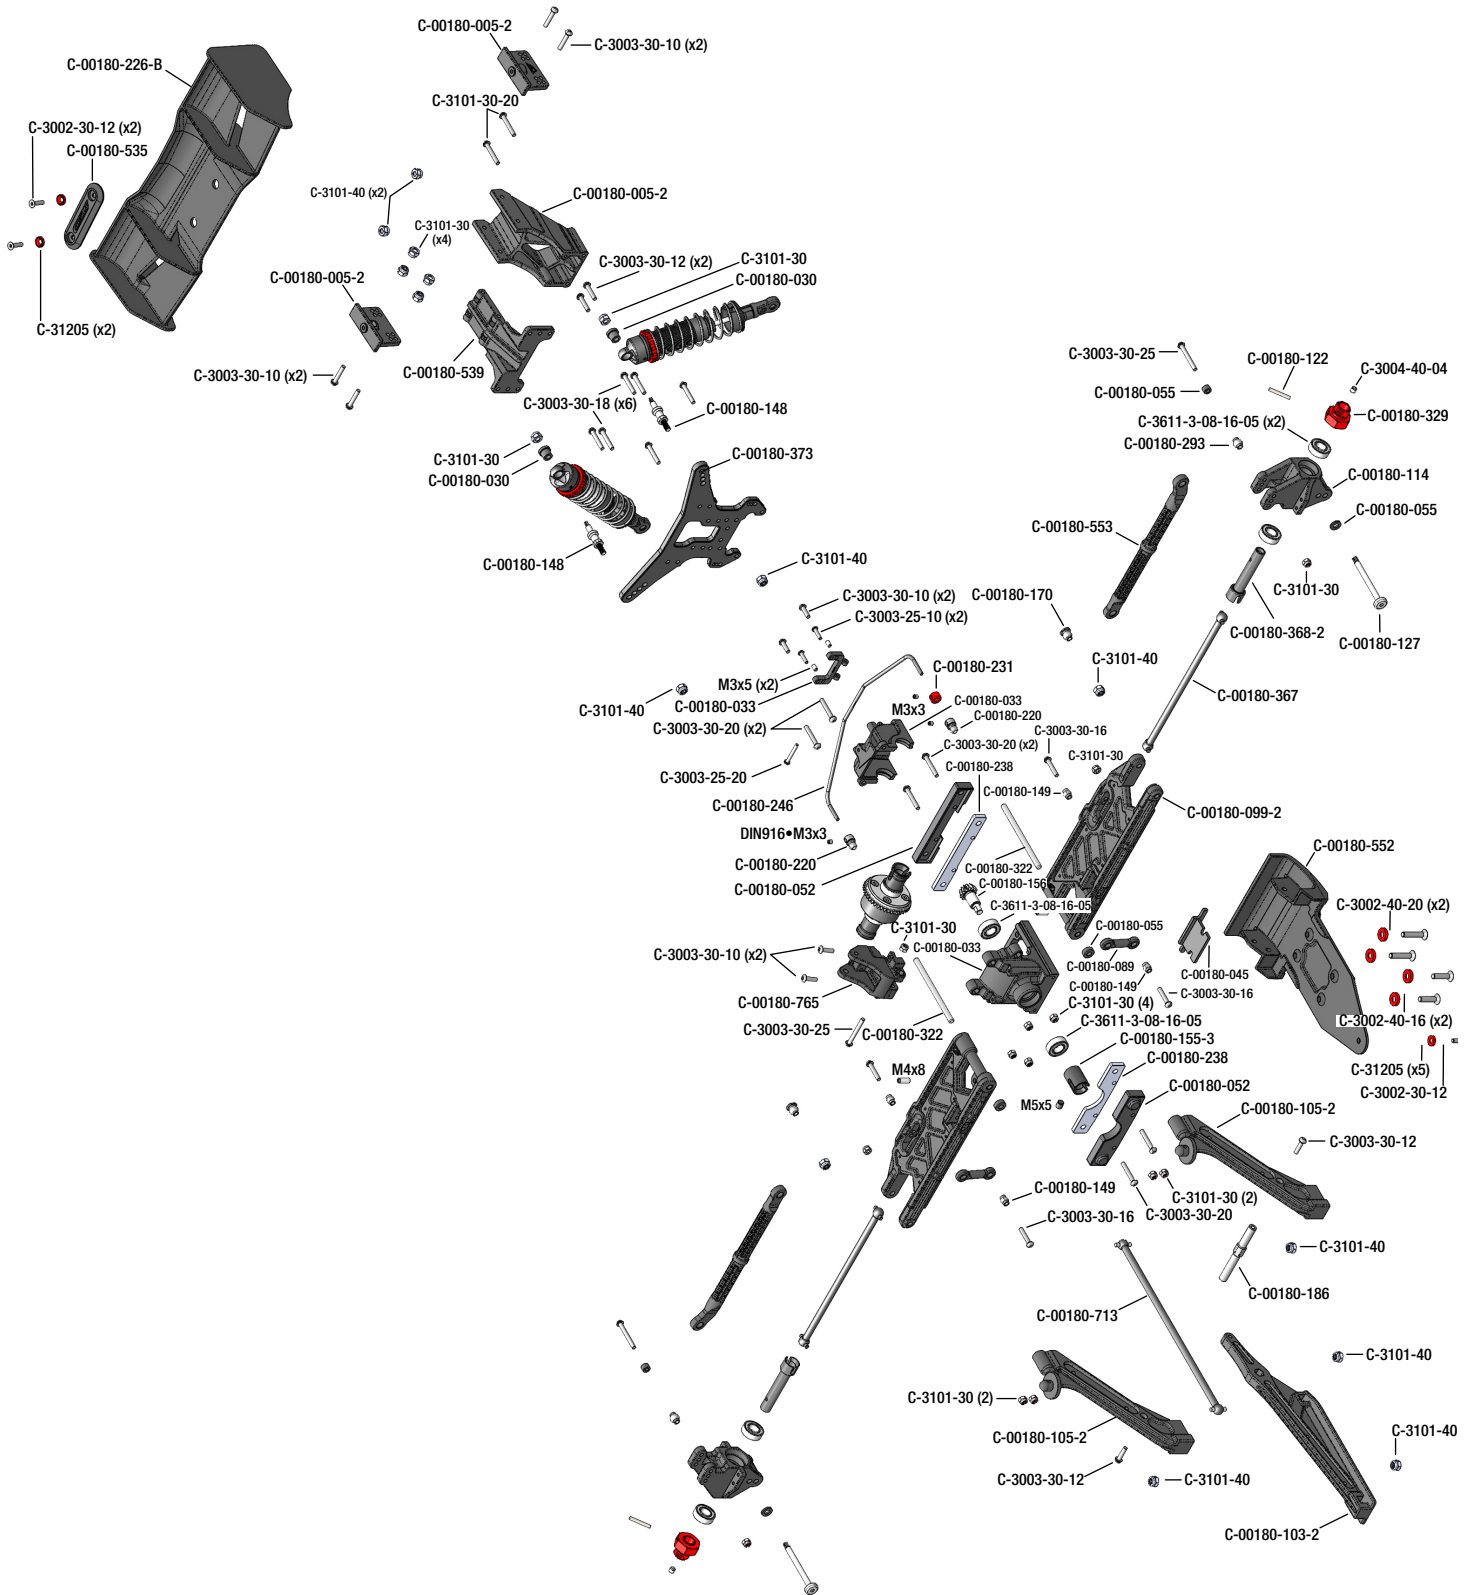 C-00180-005-2
C-3003-30-10 (x2)
C-00180-226-B
C-3101-30-20
C-3002-30-12 (x2)
C-00180-535
C-3101-40 (x2)
C-00180-005-2
C-3101-30
(x4)
C-3003-30-12 (x2)
C-3101-30
C-00180-030
C-00180-005-2
C-31205 (x2)
C-3003-30-10 (x2)
C-00180-539
C-3003-30-18 (x6)
C-00180-148
C-3101-30
C-00180-030
C-00180-373
C-00180-148
C-3003-30-25
C-00180-122
C-3004-40-04
C-00180-055
C-00180-329
C-3611-3-08-16-05 (x2)
C-00180-293
C-00180-114
C-00180-055
C-00180-553
C-3101-40
C-3101-30
C-3003-30-10 (x2)
C-00180-170
C-3003-25-10 (x2)
C-00180-368-2
C-00180-127
C-3101-40
C-00180-231
M3x5 (x2)
C-00180-033
C-00180-033
C-00180-367
C-3101-40
M3x3
C-00180-220
C-3003-30-20 (x2)
C-3003-30-16
C-3003-30-20 (x2)
C-3101-30
C-00180-238
C-3003-25-20
C-00180-149
C-00180-246
C-00180-099-2
DIN916•M3x3
C-00180-552
C-00180-220
C-00180-322
C-00180-052
C-00180-156
C-3611-3-08-16-05
C-3002-40-20 (x2)
C-3101-30
C-00180-055
C-3003-30-10 (x2)
C-00180-033
C-00180-089
C-00180-045
C-00180-149
C-3003-30-16
C-00180-765
C-3101-30 (4)
C-3002-40-16 (x2)
C-3003-30-25
C-00180-322
C-3611-3-08-16-05
C-00180-155-3
C-00180-238
C-31205 (x5)
M4x8
C-00180-052
C-3002-30-12
M5x5
C-00180-105-2
C-3003-30-12
C-00180-149
C-3101-30 (2)
C-3003-30-16
C-3003-30-20
C-3101-40
C-00180-186
C-00180-713
C-3101-40
C-3101-30 (2)
C-3101-40
C-00180-105-2
C-3003-30-12
C-3101-40
C-00180-103-2